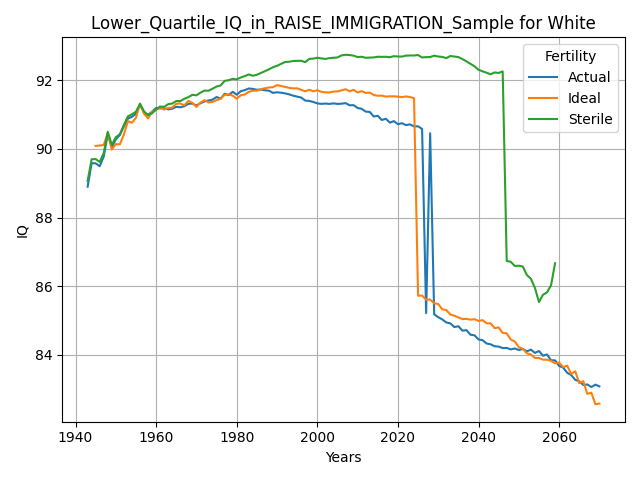 Lower_Quartile_IQ_in_RAISE_IMMIGRATION_Sample for White
Fertility
Actual
Ideal
Sterile
IQ
92
90
88
86
84
1940 1960 1980 2000 2020 2040 2060
Years